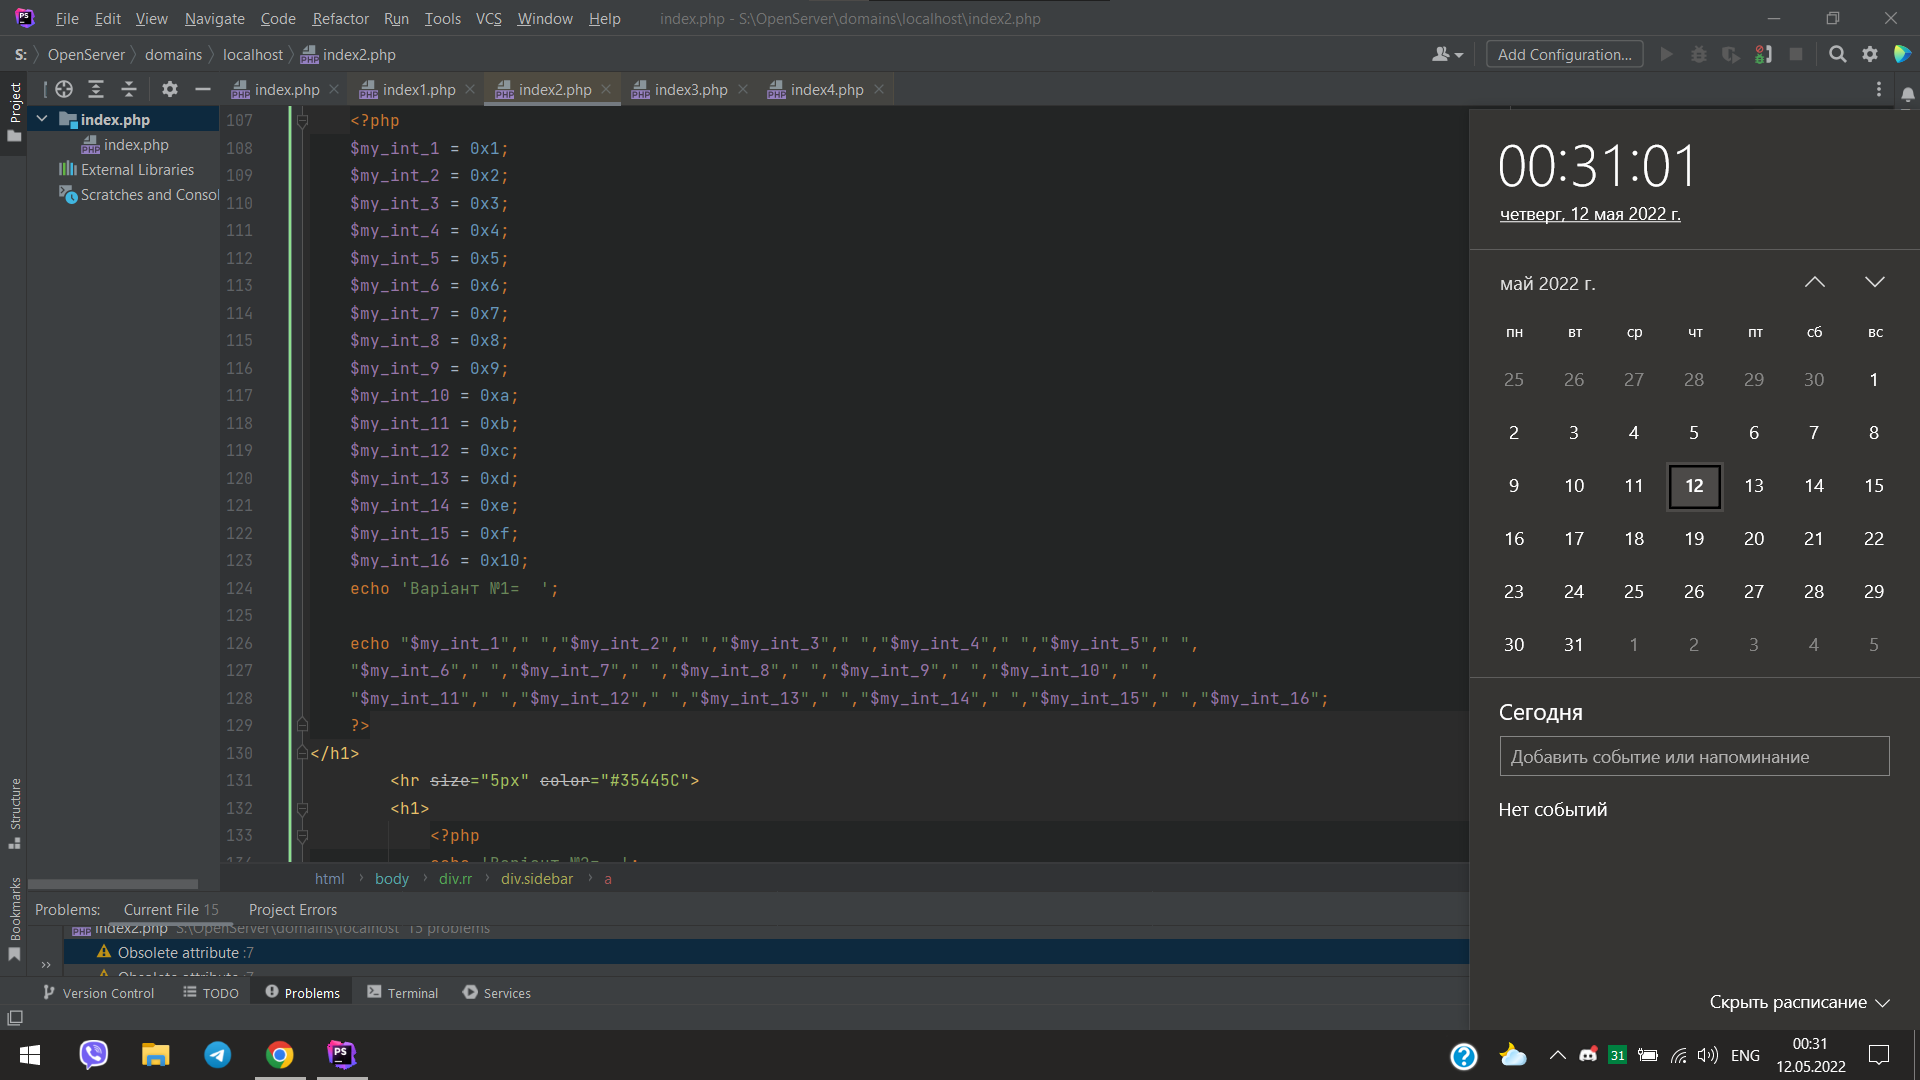 PS File Edit View Navigate Code Refactor Run Tools VCS Window Help index.php - S:\OpenServer\domains\localhost\index2.php
S: OpenServer domains localhost index2.php Add Configuration...
index.php index1.php index2.php index3.php index4.php
Project
index.php
index.php
External Libraries
Scratches and Consol
Structure
Bookmarks
107 <?php
108 $my_int_1 = 0x1;
109 $my_int_2 = 0x2;
110 $my_int_3 = 0x3;
111 $my_int_4 = 0x4;
112 $my_int_5 = 0x5;
113 $my_int_6 = 0x6;
114 $my_int_7 = 0x7;
115 $my_int_8 = 0x8;
116 $my_int_9 = 0x9;
117 $my_int_10 = 0xa;
118 $my_int_11 = 0xb;
119 $my_int_12 = 0xc;
120 $my_int_13 = 0xd;
121 $my_int_14 = 0xe;
122 $my_int_15 = 0xf;
123 $my_int_16 = 0x10;
124 echo 'Варіант №1=  ';
125
126 echo "$my_int_1"," ","$my_int_2"," ","$my_int_3"," ","$my_int_4"," ","$my_int_5"," ",
127 "$my_int_6"," ","$my_int_7"," ","$my_int_8"," ","$my_int_9"," ","$my_int_10"," ",
128 "$my_int_11"," ","$my_int_12"," ","$my_int_13"," ","$my_int_14"," ","$my_int_15"," ","$my_int_16";
129 ?>
130 </h1>
131 <hr size="5px" color="#35445C">
132 <h1>
133 <?php
134 echo 'Варіант №2=  ';
html body div.rr div.sidebar a
Problems: Current File 15 Project Errors
index2.php S:\OpenServer\domains\localhost 15 problems
Obsolete attribute :7
Obsolete attribute :7
Version Control TODO Problems Terminal Services
00:31:01
четверг, 12 мая 2022 г.
май 2022 г.
пн вт ср чт пт сб вс
25 26 27 28 29 30 1
2 3 4 5 6 7 8
9 10 11 12 13 14 15
16 17 18 19 20 21 22
23 24 25 26 27 28 29
30 31 1 2 3 4 5
Сегодня
Добавить событие или напоминание
Нет событий
Скрыть расписание
PS 31 ENG 00:31
12.05.2022